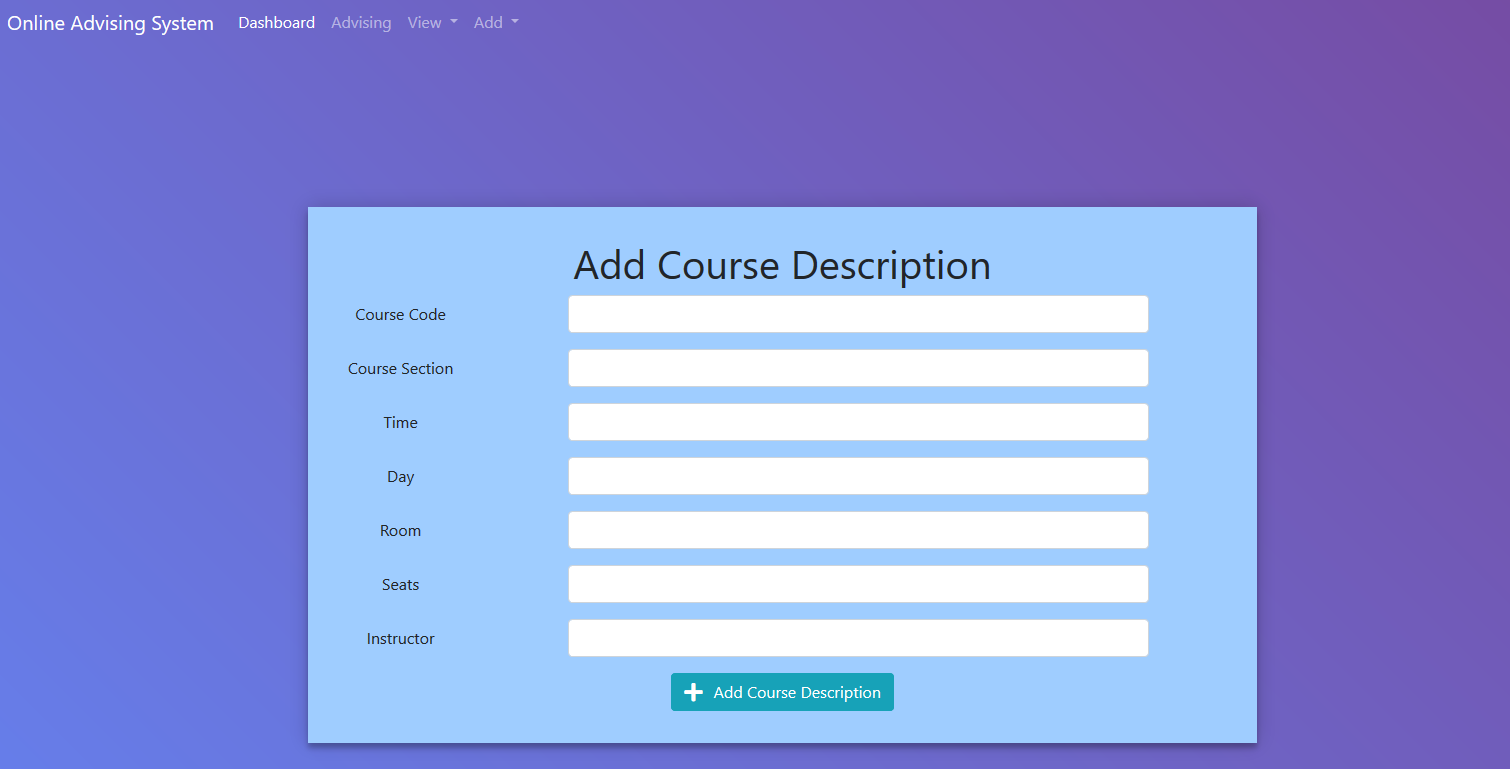 Online Advising System Dashboard Advising View Add
Add Course Description
Course Code
Course Section
Time
Day
Room
Seats
Instructor
Add Course Description